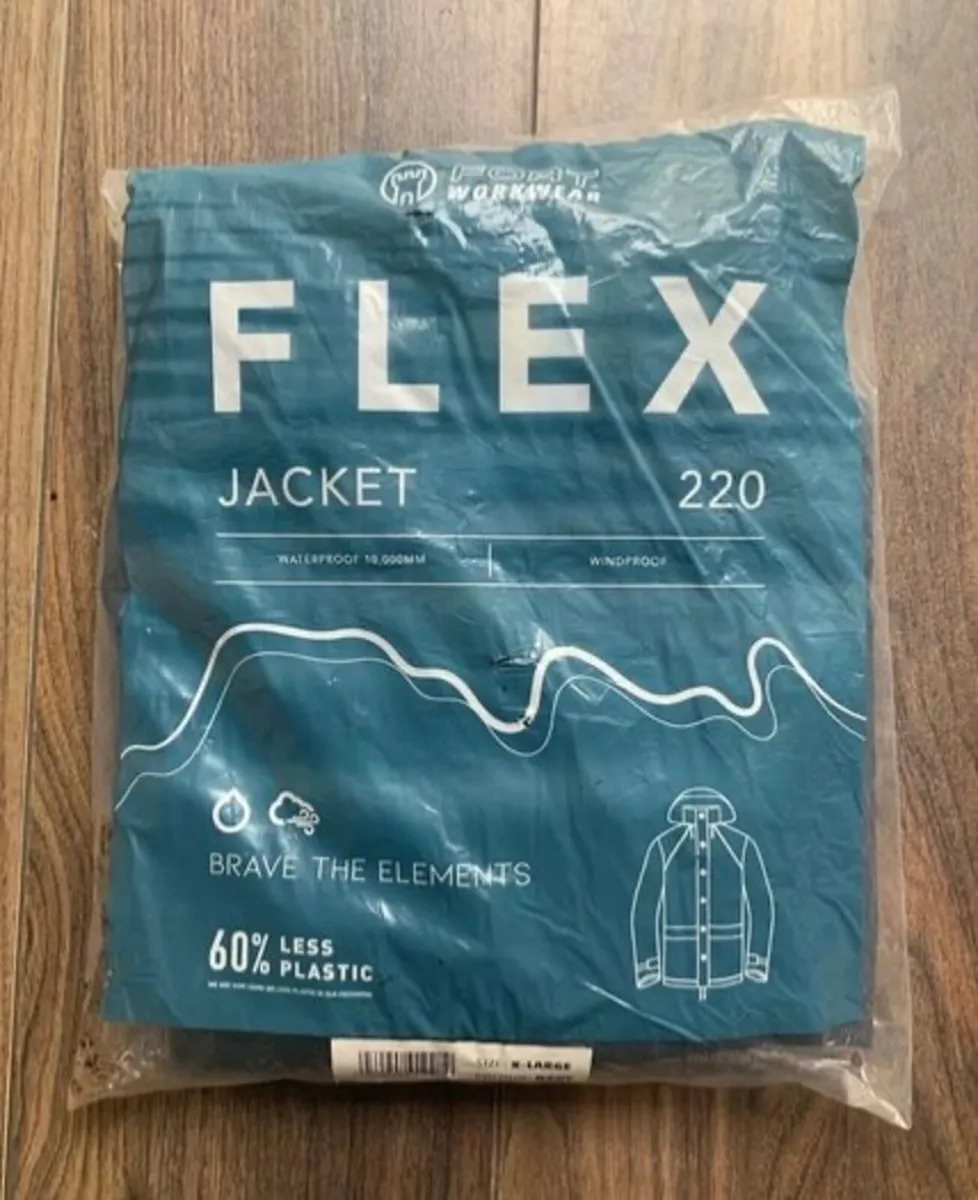 FORT
WORKWEAR
FLEX
JACKET 220
WATERPROOF 10,000MM WINDPROOF
BRAVE THE ELEMENTS
60% LESS
PLASTIC
SIZE: X-LARGE